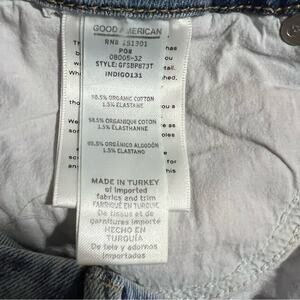 GOOD AMERICAN
RN# 151301
PO#
08005-32
STYLE: GFSBP873T
INDIGO131
98.5% ORGANIC COTTON
1.5% ELASTANE
98.5% ORGANIQUE COTON
1.5% ELASTHANNE
98.5% ORGÁNICO ALGODÓN
1.5% ELASTANO
MADE IN TURKEY
of imported
fabrics and trim
FABRIQUÉ EN TURQUIE
De tissus et de
garnitures importé
HECHO EN
TURQUÍA
De tela y adornos
importados